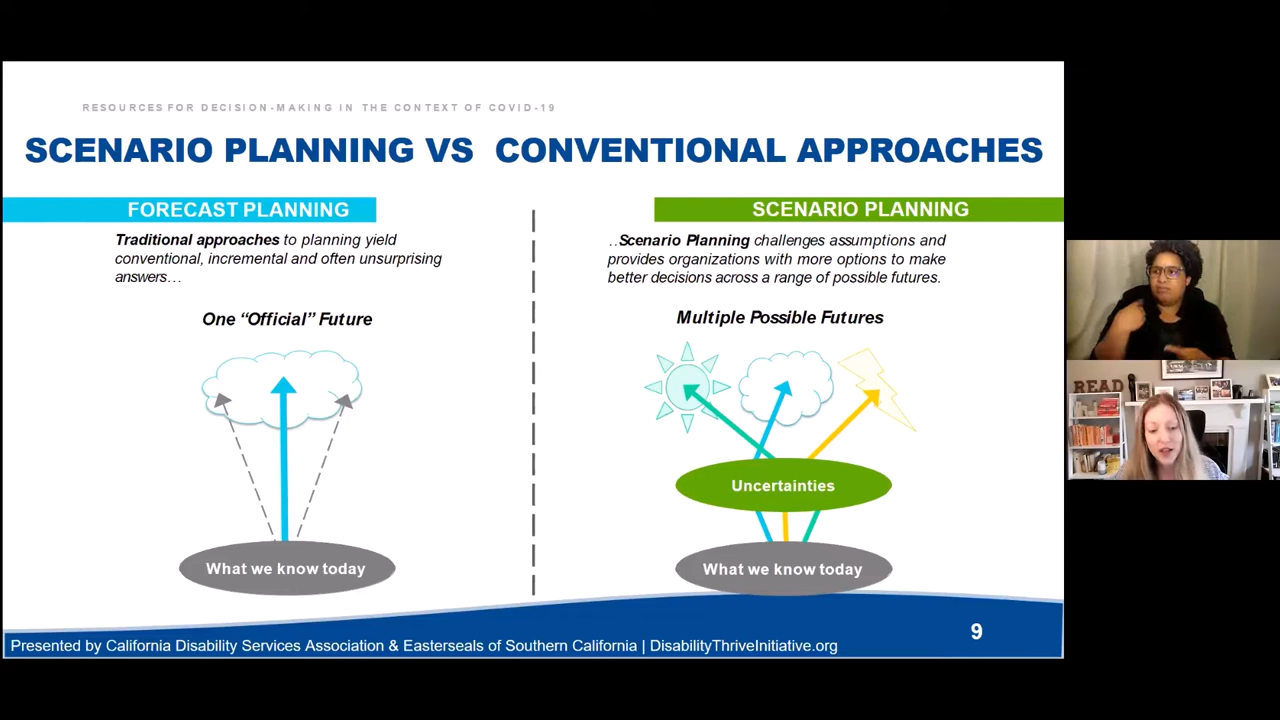 RESOURCES FOR DECISION-MAKING IN THE CONTEXT OF COVID-19
SCENARIO PLANNING VS CONVENTIONAL APPROACHES
FORECAST PLANNING
Traditional approaches to planning yield
conventional, incremental and often unsurprising
answers…
One “Official” Future
What we know today
SCENARIO PLANNING
…Scenario Planning challenges assumptions and
provides organizations with more options to make
better decisions across a range of possible futures.
Multiple Possible Futures
Uncertainties
What we know today
Presented by California Disability Services Association & Easterseals of Southern California | DisabilityThriveInitiative.org
9
READ